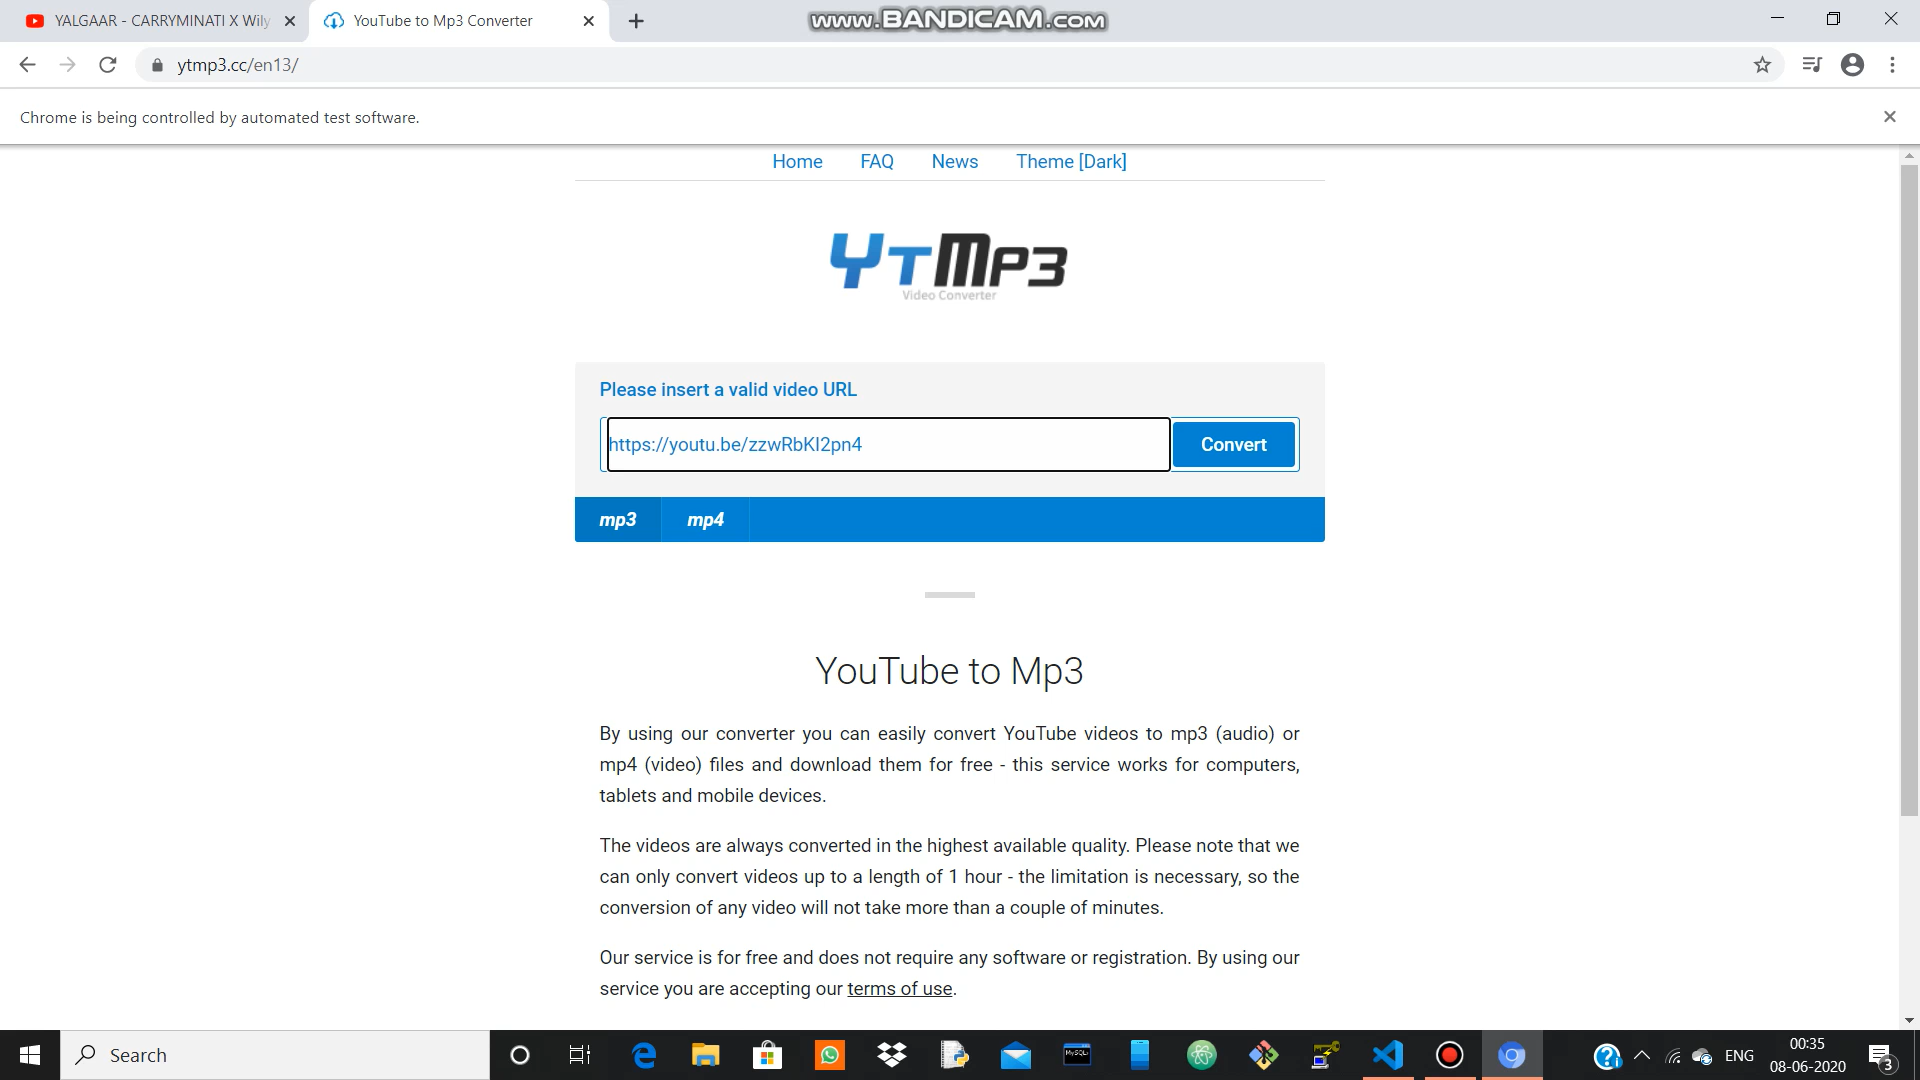 YALGAAR - CARRYMINATI X Wily
YouTube to Mp3 Converter
www.BANDICAM.com
ytmp3.cc/en13/
Chrome is being controlled by automated test software.
Home FAQ News Theme [Dark]
YTMP3
Video Converter
Please insert a valid video URL
https://youtu.be/zzwRbKI2pn4
Convert
mp3 mp4
YouTube to Mp3
By using our converter you can easily convert YouTube videos to mp3 (audio) or
mp4 (video) files and download them for free - this service works for computers,
tablets and mobile devices.
The videos are always converted in the highest available quality. Please note that we
can only convert videos up to a length of 1 hour - the limitation is necessary, so the
conversion of any video will not take more than a couple of minutes.
Our service is for free and does not require any software or registration. By using our
service you are accepting our terms of use.
Search
MySQL
ENG
00:35
08-06-2020
3